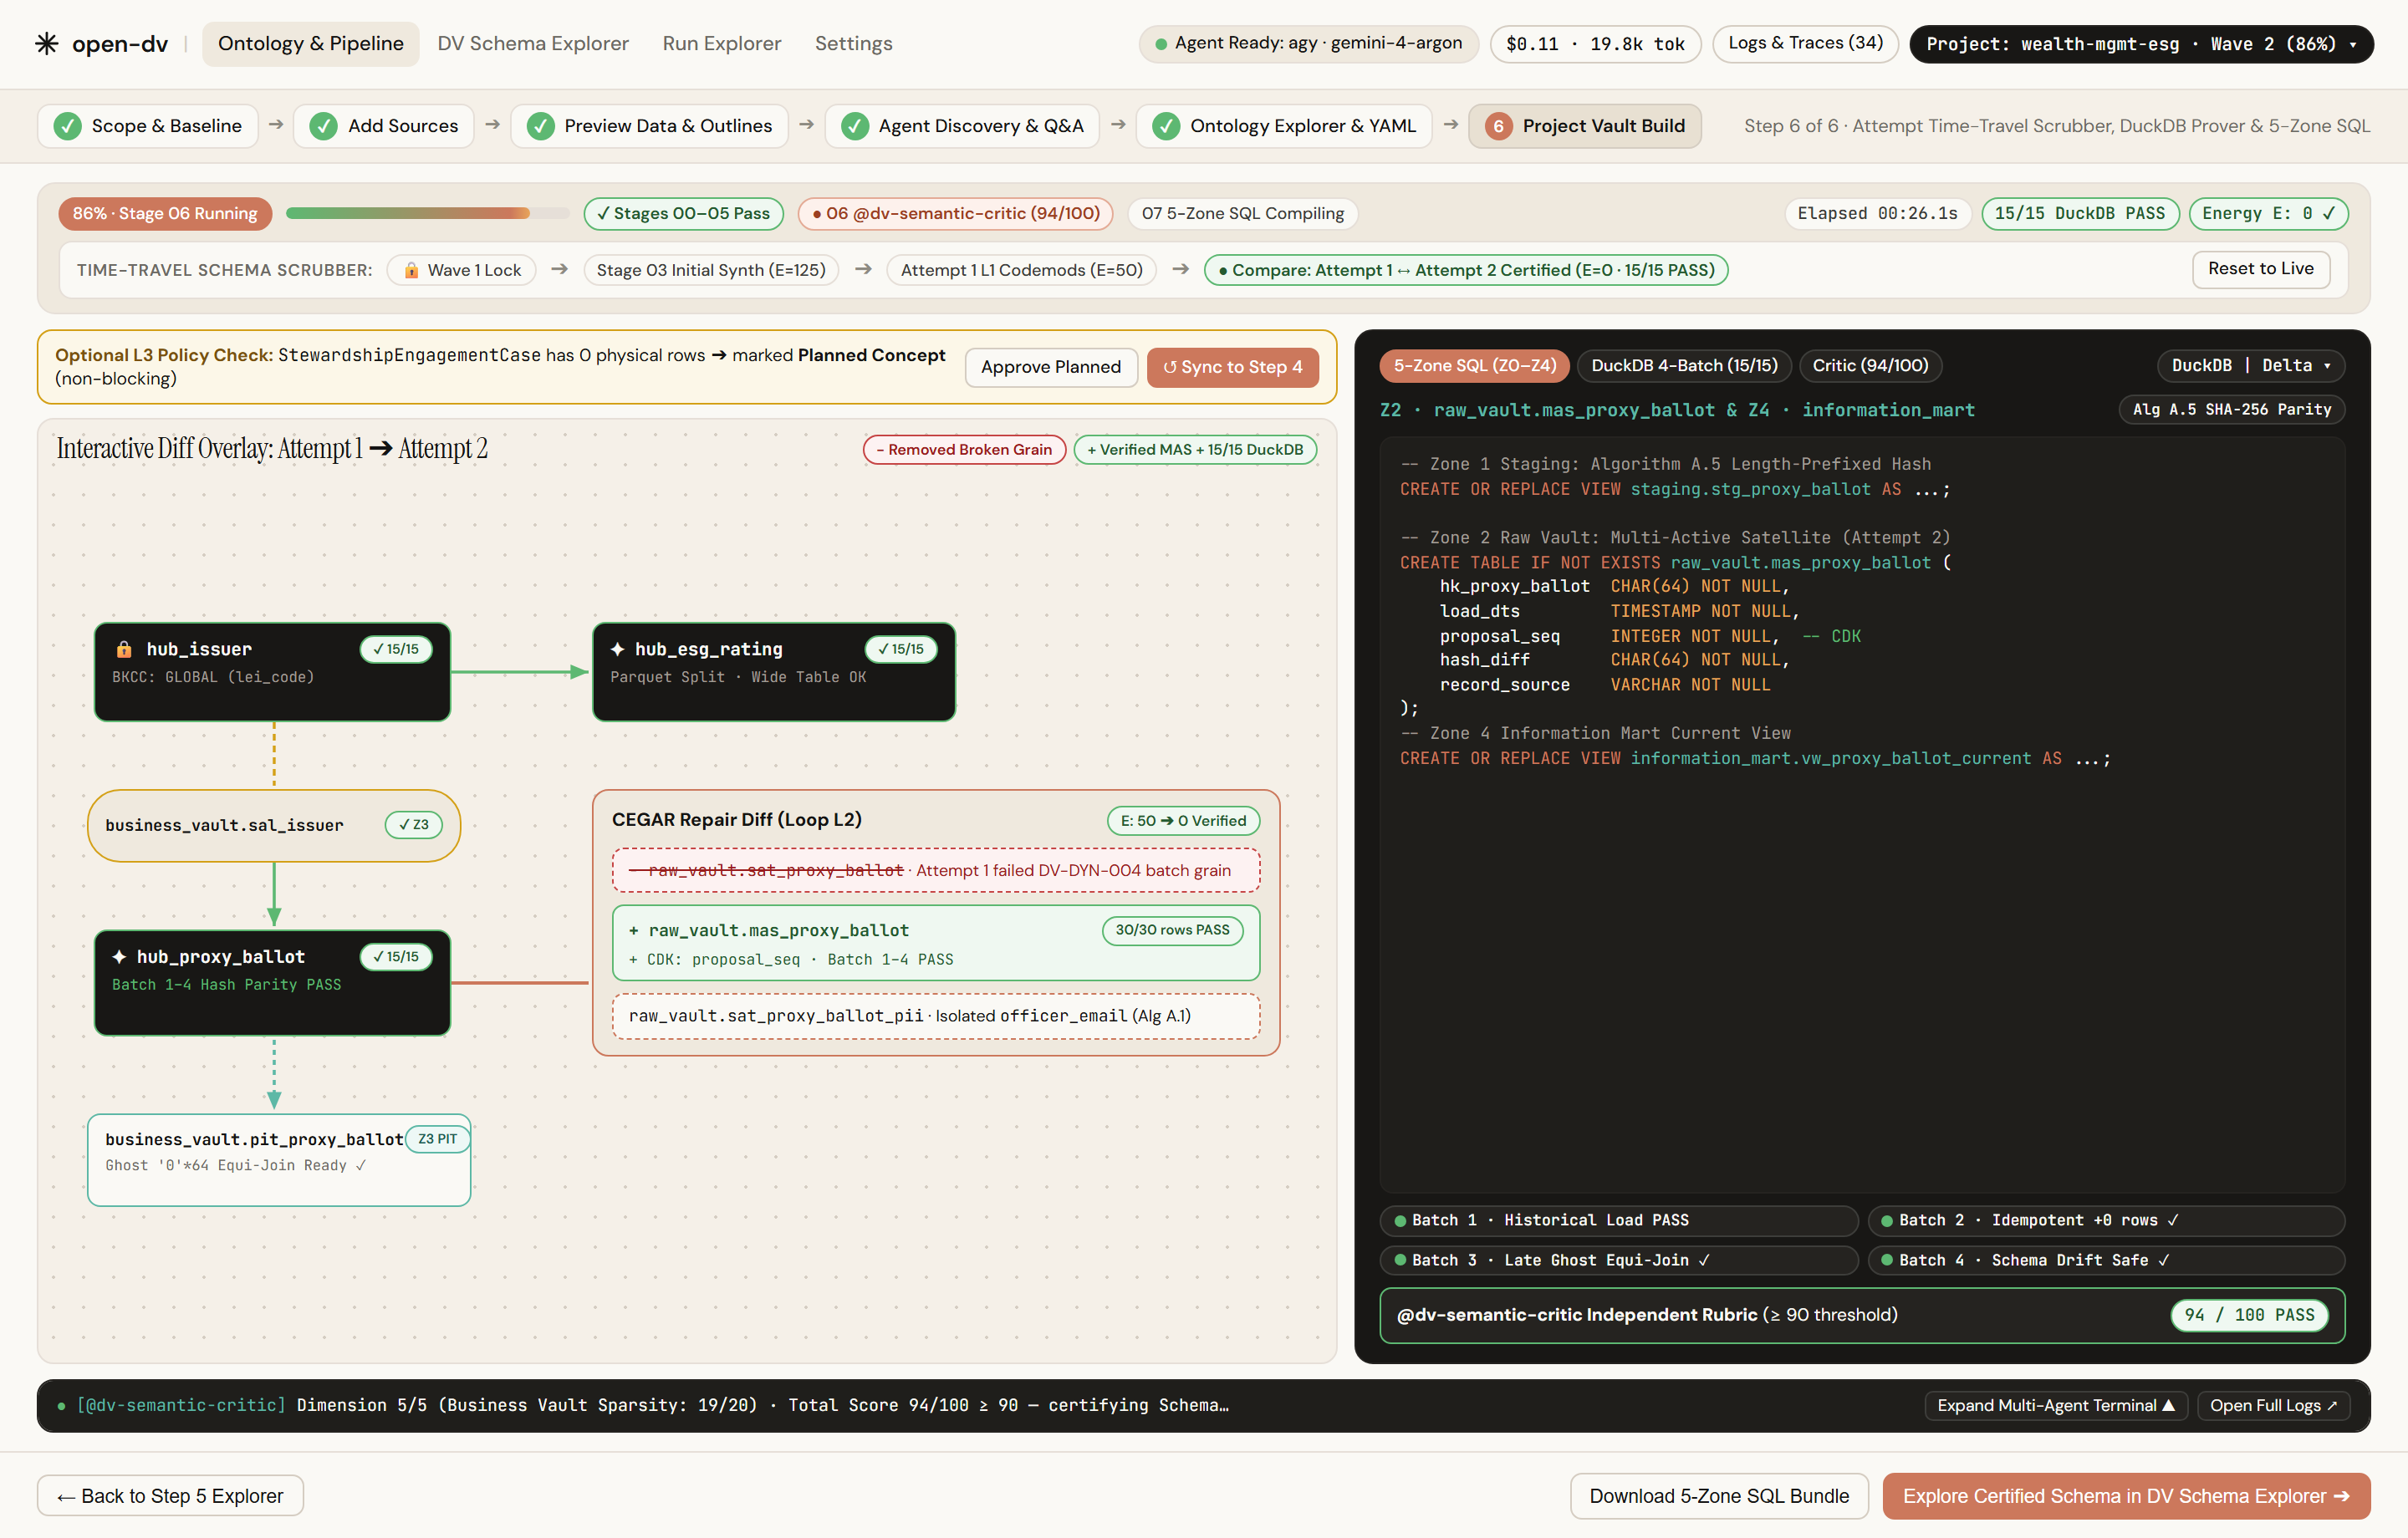 open-dv | Ontology & Pipeline DV Schema Explorer Run Explorer Settings
Agent Ready: agy · gemini-4-argon
$0.11 · 19.8k tok
Logs & Traces (34)
Project: wealth-mgmt-esg · Wave 2 (86%) ▾
✓ Scope & Baseline → ✓ Add Sources → ✓ Preview Data & Outlines → ✓ Agent Discovery & Q&A → ✓ Ontology Explorer & YAML → 6 Project Vault Build
Step 6 of 6 · Attempt Time-Travel Scrubber, DuckDB Prover & 5-Zone SQL
86% · Stage 06 Running
✓ Stages 00–05 Pass
● 06 @dv-semantic-critic (94/100)
07 5-Zone SQL Compiling
Elapsed 00:26.1s
15/15 DuckDB PASS
Energy E: 0 ✓
TIME-TRAVEL SCHEMA SCRUBBER: 🔒 Wave 1 Lock → Stage 03 Initial Synth (E=125) → Attempt 1 L1 Codemods (E=50) → ● Compare: Attempt 1 ↔ Attempt 2 Certified (E=0 · 15/15 PASS)
Reset to Live
Optional L3 Policy Check: StewardshipEngagementCase has 0 physical rows ➔ marked Planned Concept
(non-blocking)
Approve Planned
↺ Sync to Step 4
Interactive Diff Overlay: Attempt 1 ➔ Attempt 2
- Removed Broken Grain
+ Verified MAS + 15/15 DuckDB
🔒 hub_issuer ✓ 15/15
BKCC: GLOBAL (lei_code)
✦ hub_esg_rating ✓ 15/15
Parquet Split · Wide Table OK
business_vault.sal_issuer ✓ Z3
✦ hub_proxy_ballot ✓ 15/15
Batch 1-4 Hash Parity PASS
business_vault.pit_proxy_ballot Z3 PIT
Ghost '0'*64 Equi-Join Ready ✓
CEGAR Repair Diff (Loop L2) E: 50 ➔ 0 Verified
- raw_vault.sat_proxy_ballot · Attempt 1 failed DV-DYN-004 batch grain
+ raw_vault.mas_proxy_ballot 30/30 rows PASS
+ CDK: proposal_seq · Batch 1-4 PASS
raw_vault.sat_proxy_ballot_pii · Isolated officer_email (Alg A.1)
5-Zone SQL (Z0–Z4)
DuckDB 4-Batch (15/15)
Critic (94/100)
DuckDB | Delta ▾
Z2 · raw_vault.mas_proxy_ballot & Z4 · information_mart
Alg A.5 SHA-256 Parity
-- Zone 1 Staging: Algorithm A.5 Length-Prefixed Hash
CREATE OR REPLACE VIEW staging.stg_proxy_ballot AS ...;
-- Zone 2 Raw Vault: Multi-Active Satellite (Attempt 2)
CREATE TABLE IF NOT EXISTS raw_vault.mas_proxy_ballot (
hk_proxy_ballot CHAR(64) NOT NULL,
load_dts TIMESTAMP NOT NULL,
proposal_seq INTEGER NOT NULL, -- CDK
hash_diff CHAR(64) NOT NULL,
record_source VARCHAR NOT NULL
);
-- Zone 4 Information Mart Current View
CREATE OR REPLACE VIEW information_mart.vw_proxy_ballot_current AS ...;
Batch 1 · Historical Load PASS
Batch 2 · Idempotent +0 rows ✓
Batch 3 · Late Ghost Equi-Join ✓
Batch 4 · Schema Drift Safe ✓
@dv-semantic-critic Independent Rubric (≥ 90 threshold)
94 / 100 PASS
● [@dv-semantic-critic] Dimension 5/5 (Business Vault Sparsity: 19/20) · Total Score 94/100 ≥ 90 — certifying Schema…
Expand Multi-Agent Terminal ▲
Open Full Logs ↗
← Back to Step 5 Explorer
Download 5-Zone SQL Bundle
Explore Certified Schema in DV Schema Explorer ➔